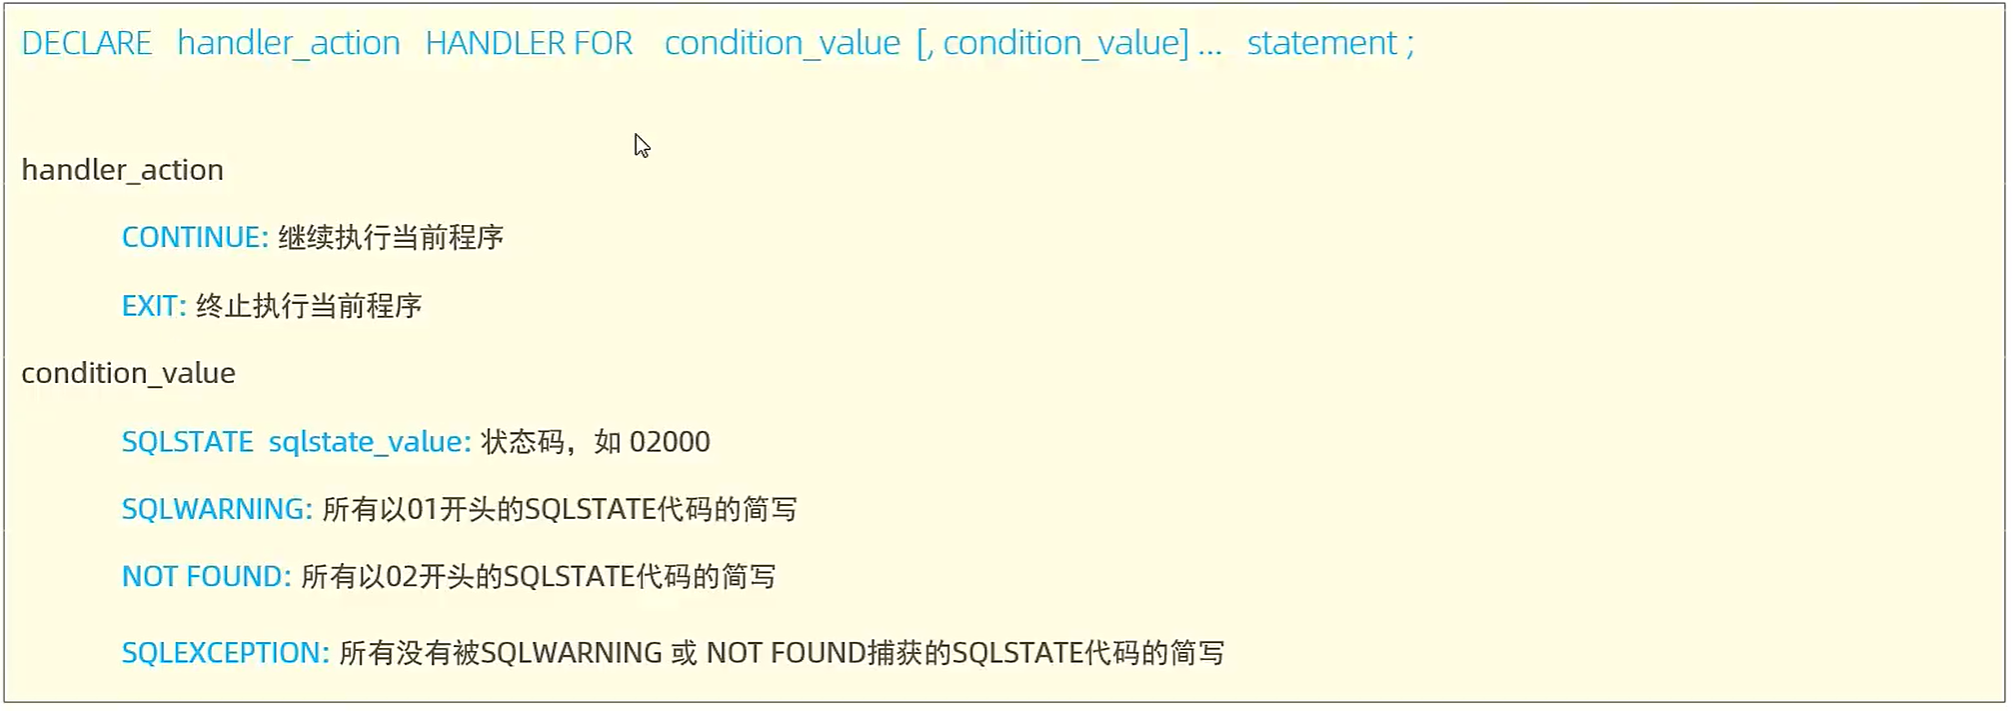 DECLARE handler_action HANDLER FOR condition_value [, condition_value] ... statement ;
handler_action
CONTINUE: 继续执行当前程序
EXIT: 终止执行当前程序
condition_value
SQLSTATE sqlstate_value: 状态码，如 02000
SQLWARNING: 所有以01开头的SQLSTATE代码的简写
NOT FOUND: 所有以02开头的SQLSTATE代码的简写
SQLEXCEPTION: 所有没有被SQLWARNING 或 NOT FOUND捕获的SQLSTATE代码的简写